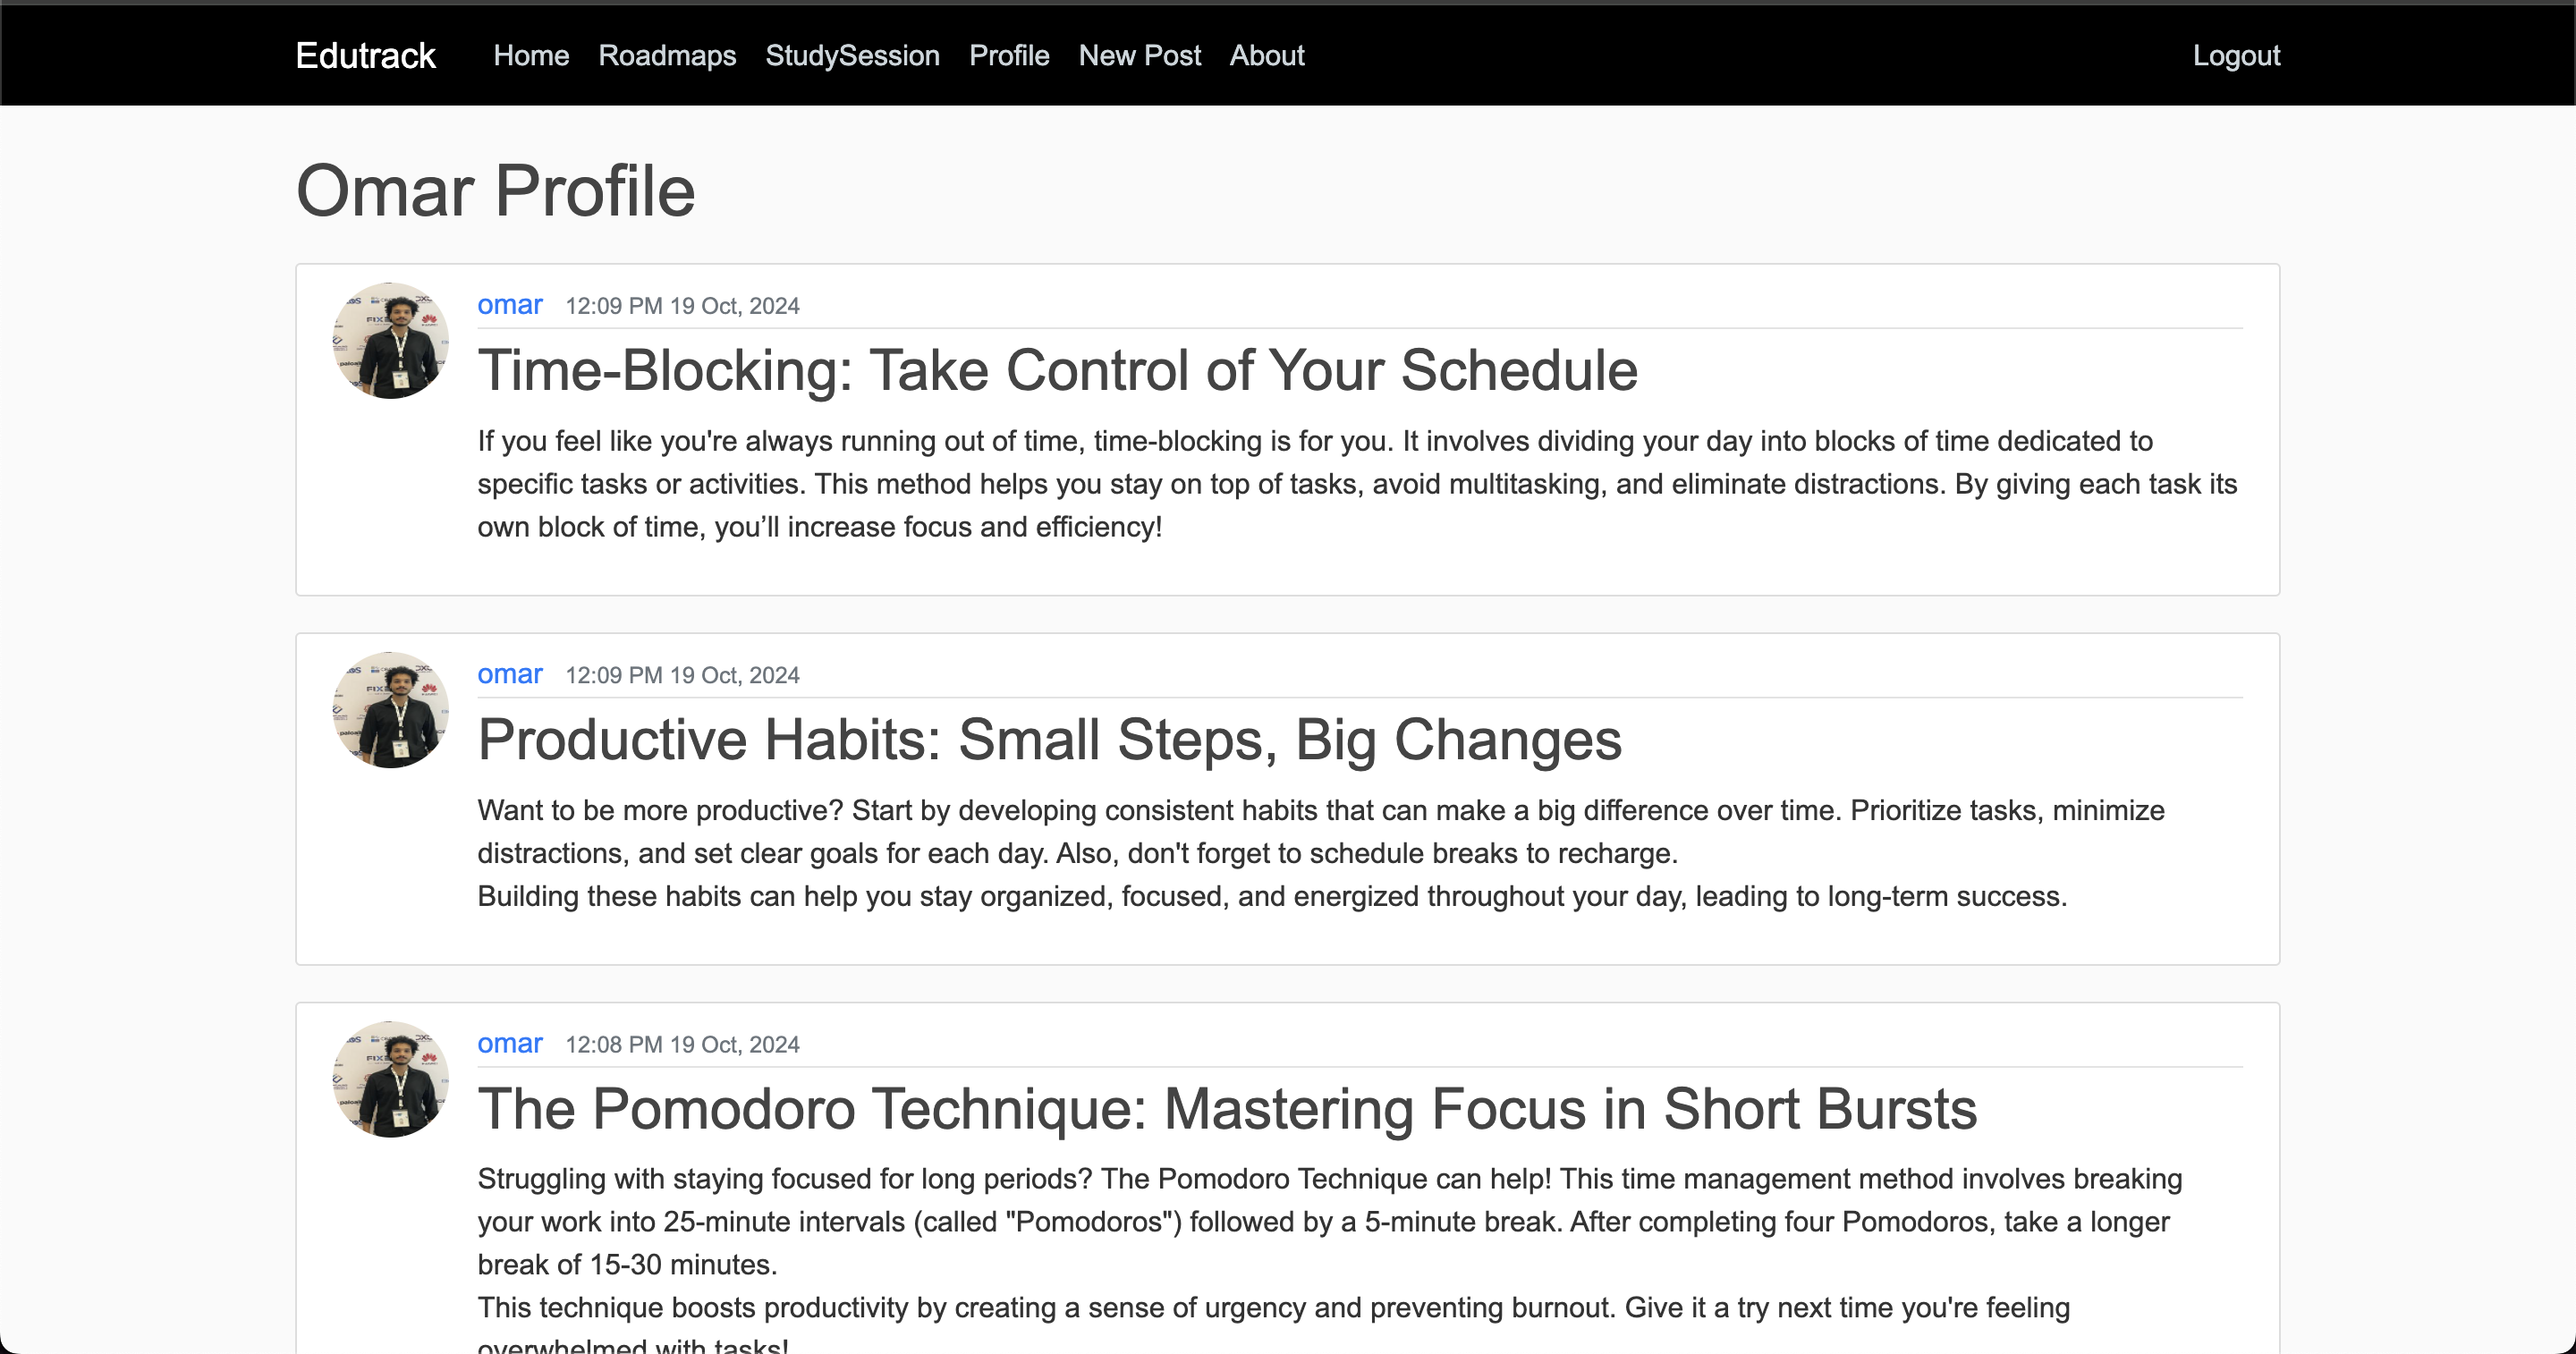 Edutrack Home Roadmaps StudySession Profile New Post About Logout
Omar Profile
omar 12:09 PM 19 Oct, 2024
Time-Blocking: Take Control of Your Schedule
If you feel like you're always running out of time, time-blocking is for you. It involves dividing your day into blocks of time dedicated to
specific tasks or activities. This method helps you stay on top of tasks, avoid multitasking, and eliminate distractions. By giving each task its
own block of time, you’ll increase focus and efficiency!
omar 12:09 PM 19 Oct, 2024
Productive Habits: Small Steps, Big Changes
Want to be more productive? Start by developing consistent habits that can make a big difference over time. Prioritize tasks, minimize
distractions, and set clear goals for each day. Also, don't forget to schedule breaks to recharge.
Building these habits can help you stay organized, focused, and energized throughout your day, leading to long-term success.
omar 12:08 PM 19 Oct, 2024
The Pomodoro Technique: Mastering Focus in Short Bursts
Struggling with staying focused for long periods? The Pomodoro Technique can help! This time management method involves breaking
your work into 25-minute intervals (called "Pomodoros") followed by a 5-minute break. After completing four Pomodoros, take a longer
break of 15-30 minutes.
This technique boosts productivity by creating a sense of urgency and preventing burnout. Give it a try next time you're feeling
overwhelmed with tasks!